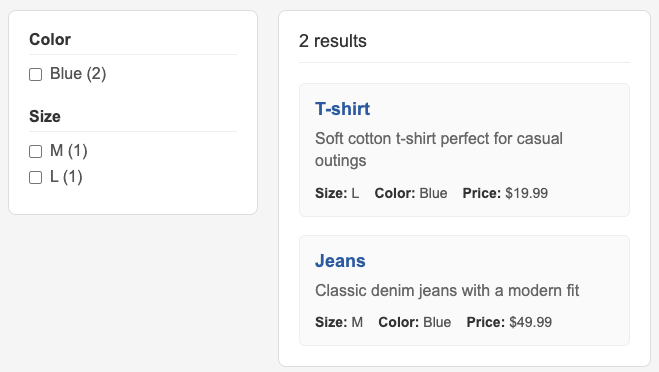 Color
Blue (2)
Size
M (1)
L (1)
2 results
T-shirt
Soft cotton t-shirt perfect for casual
outings
Size: L Color: Blue Price: $19.99
Jeans
Classic denim jeans with a modern fit
Size: M Color: Blue Price: $49.99